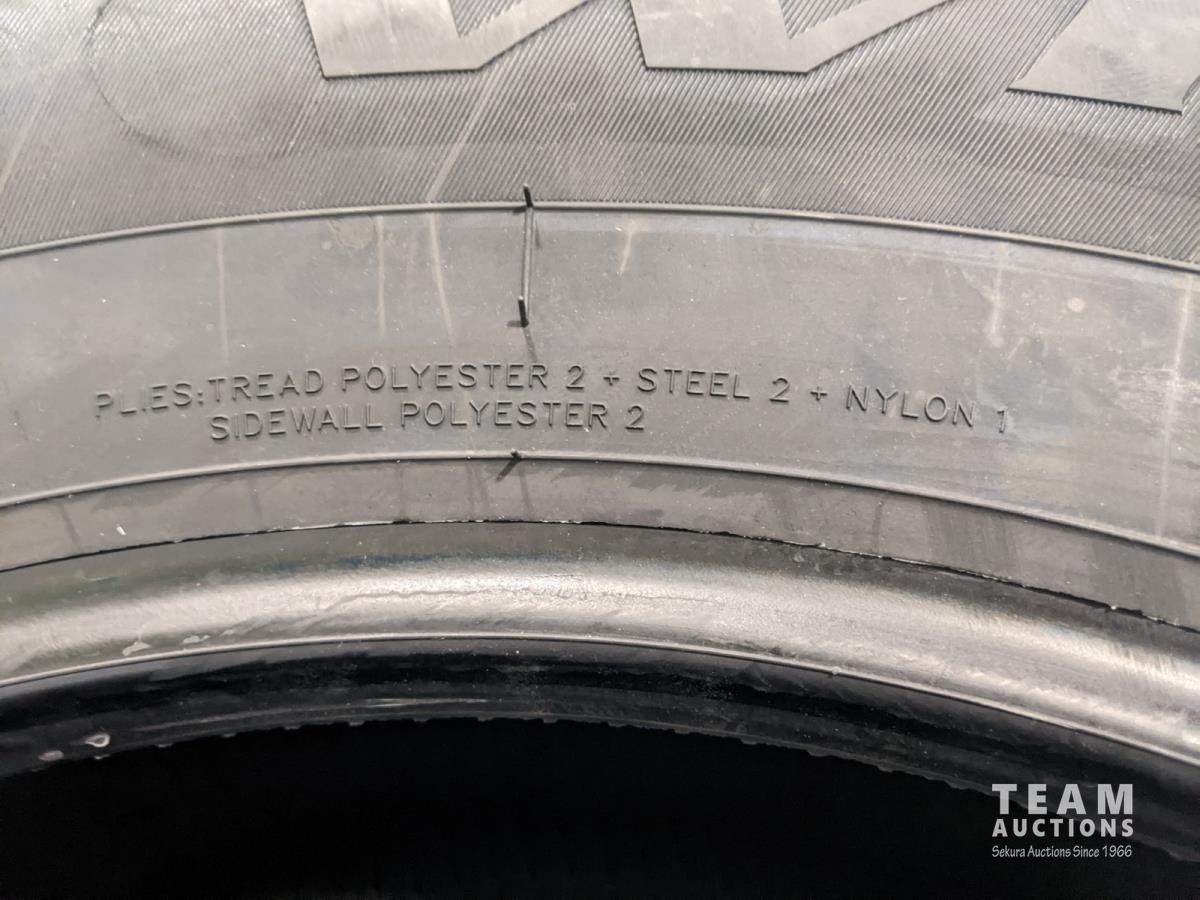 PLIES:TREAD POLYESTER 2 + STEEL 2 + NYLON 1
SIDEWALL POLYESTER 2
TEAM
AUCTIONS
Sekura Auctions Since 1966